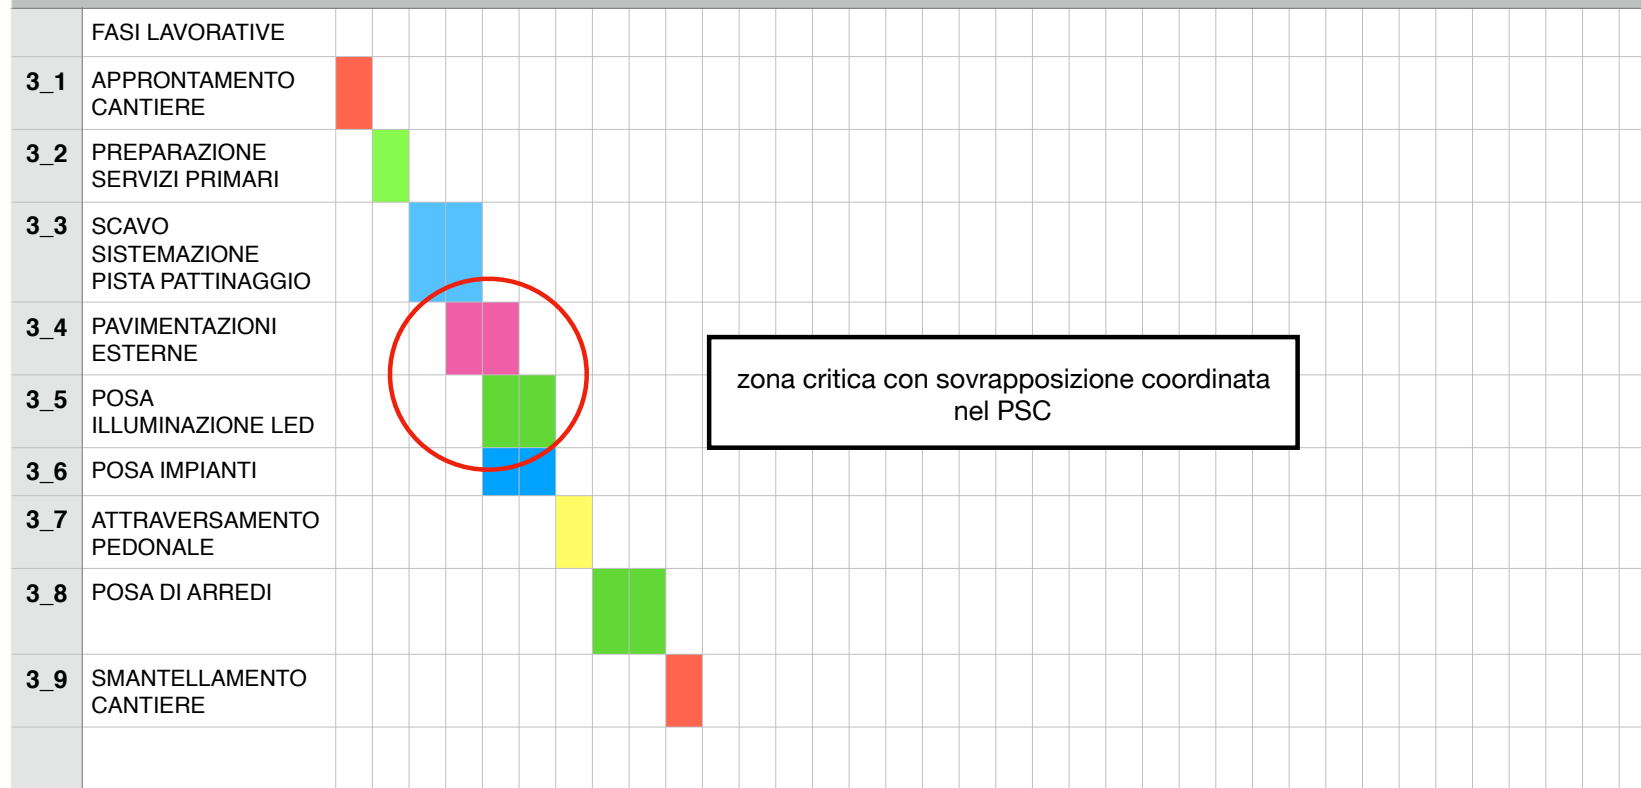 FASI LAVORATIVE
3_1 APPRONTAMENTO
CANTIERE
3_2 PREPARAZIONE
SERVIZI PRIMARI
3_3 SCAVO
SISTEMAZIONE
PISTA PATTINAGGIO
3_4 PAVIMENTAZIONI
ESTERNE
3_5 POSA
ILLUMINAZIONE LED
3_6 POSA IMPIANTI
3_7 ATTRAVERSAMENTO
PEDONALE
3_8 POSA DI ARREDI
3_9 SMANTELLAMENTO
CANTIERE
zona critica con sovrapposizione coordinata
nel PSC